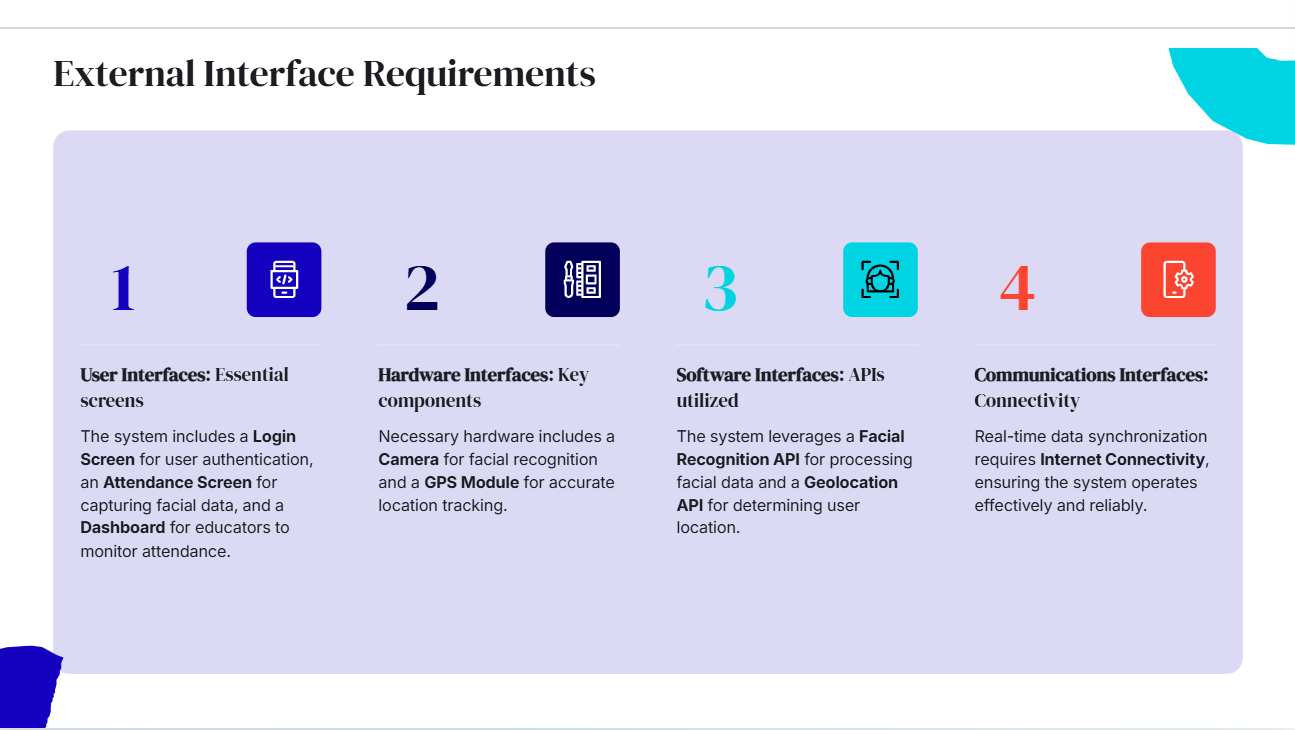 External Interface Requirements
1
User Interfaces: Essential
screens
The system includes a Login
Screen for user authentication,
an Attendance Screen for
capturing facial data, and a
Dashboard for educators to
monitor attendance.
2
Hardware Interfaces: Key
components
Necessary hardware includes a
Camera for facial recognition
and a GPS Module for accurate
location tracking.
3
Software Interfaces: APIs
utilized
The system leverages a Facial
Recognition API for processing
facial data and a Geolocation
API for determining user
location.
4
Communications Interfaces:
Connectivity
Real-time data synchronization
requires Internet Connectivity,
ensuring the system operates
effectively and reliably.